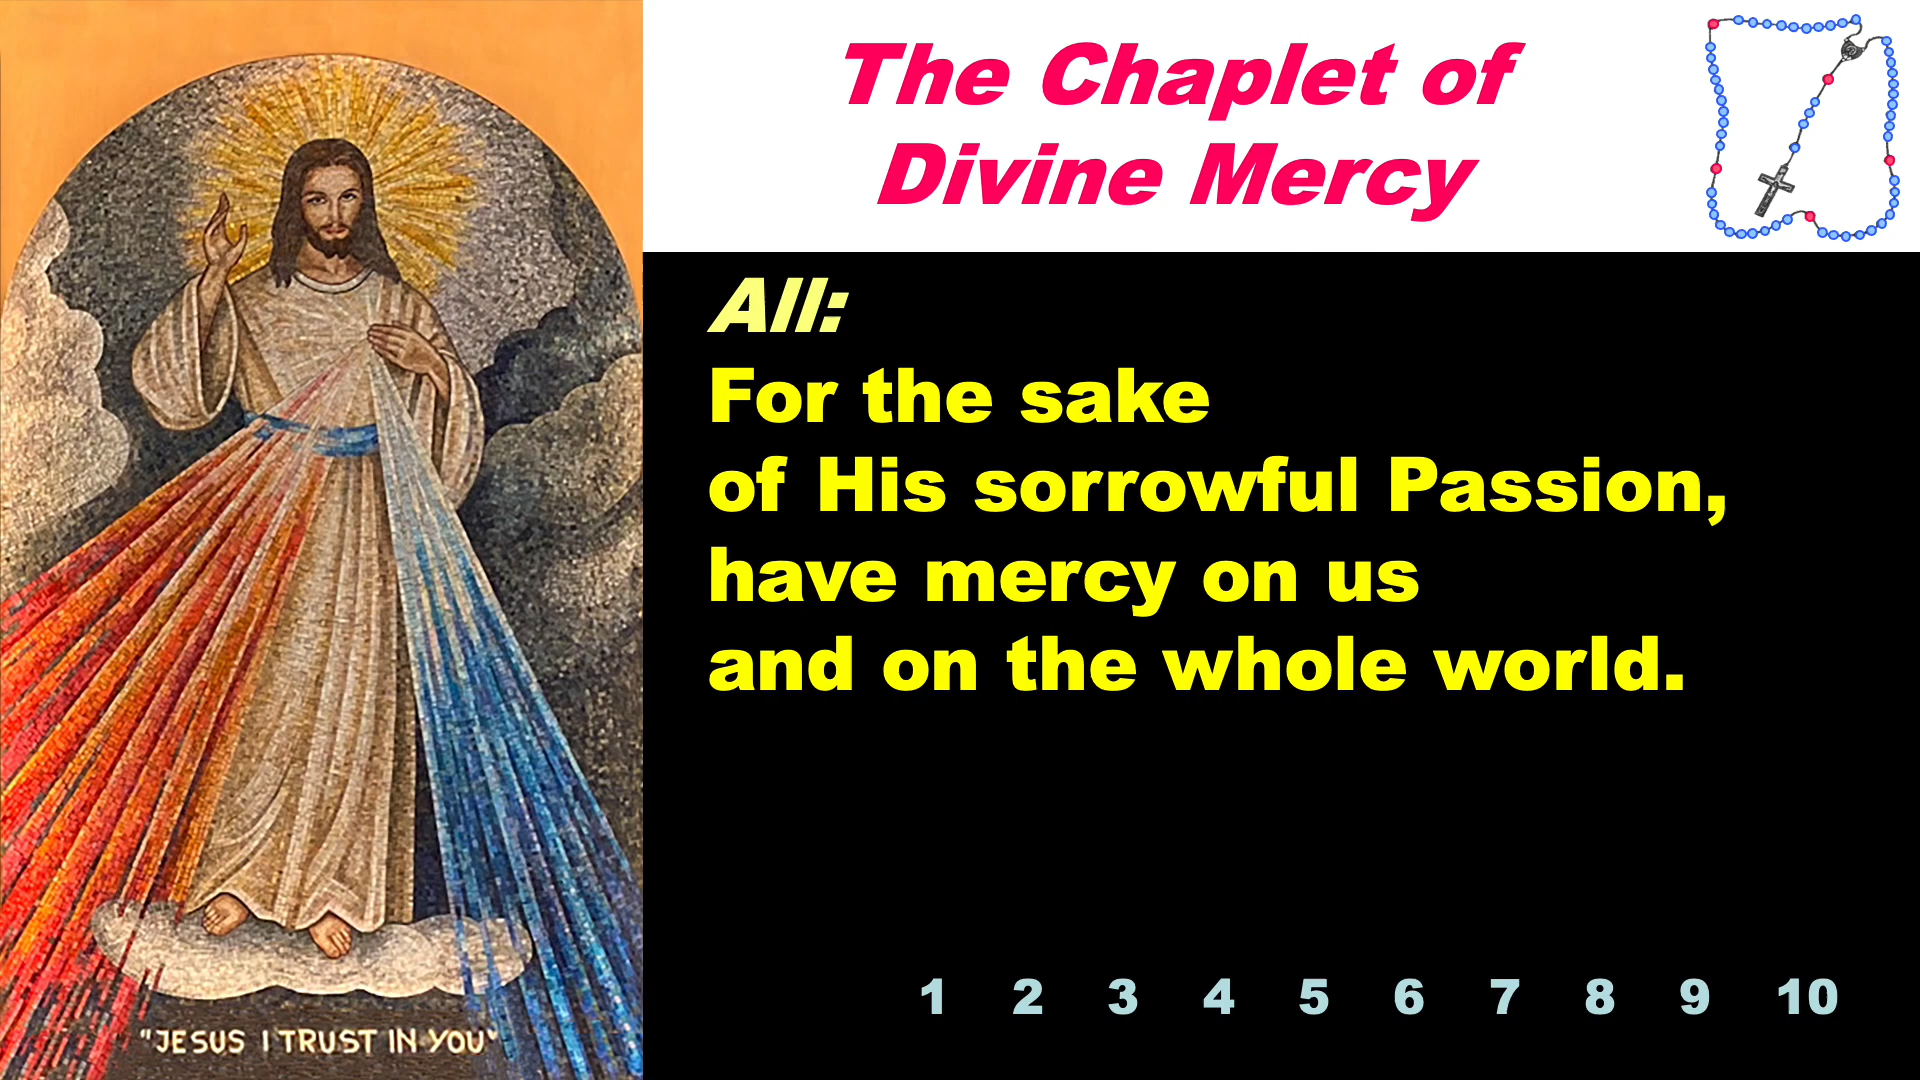 The Chaplet of
Divine Mercy
All:
For the sake
of His sorrowful Passion,
have mercy on us
and on the whole world.
1 2 3 4 5 6 7 8 9 10
"JESUS I TRUST IN YOU"